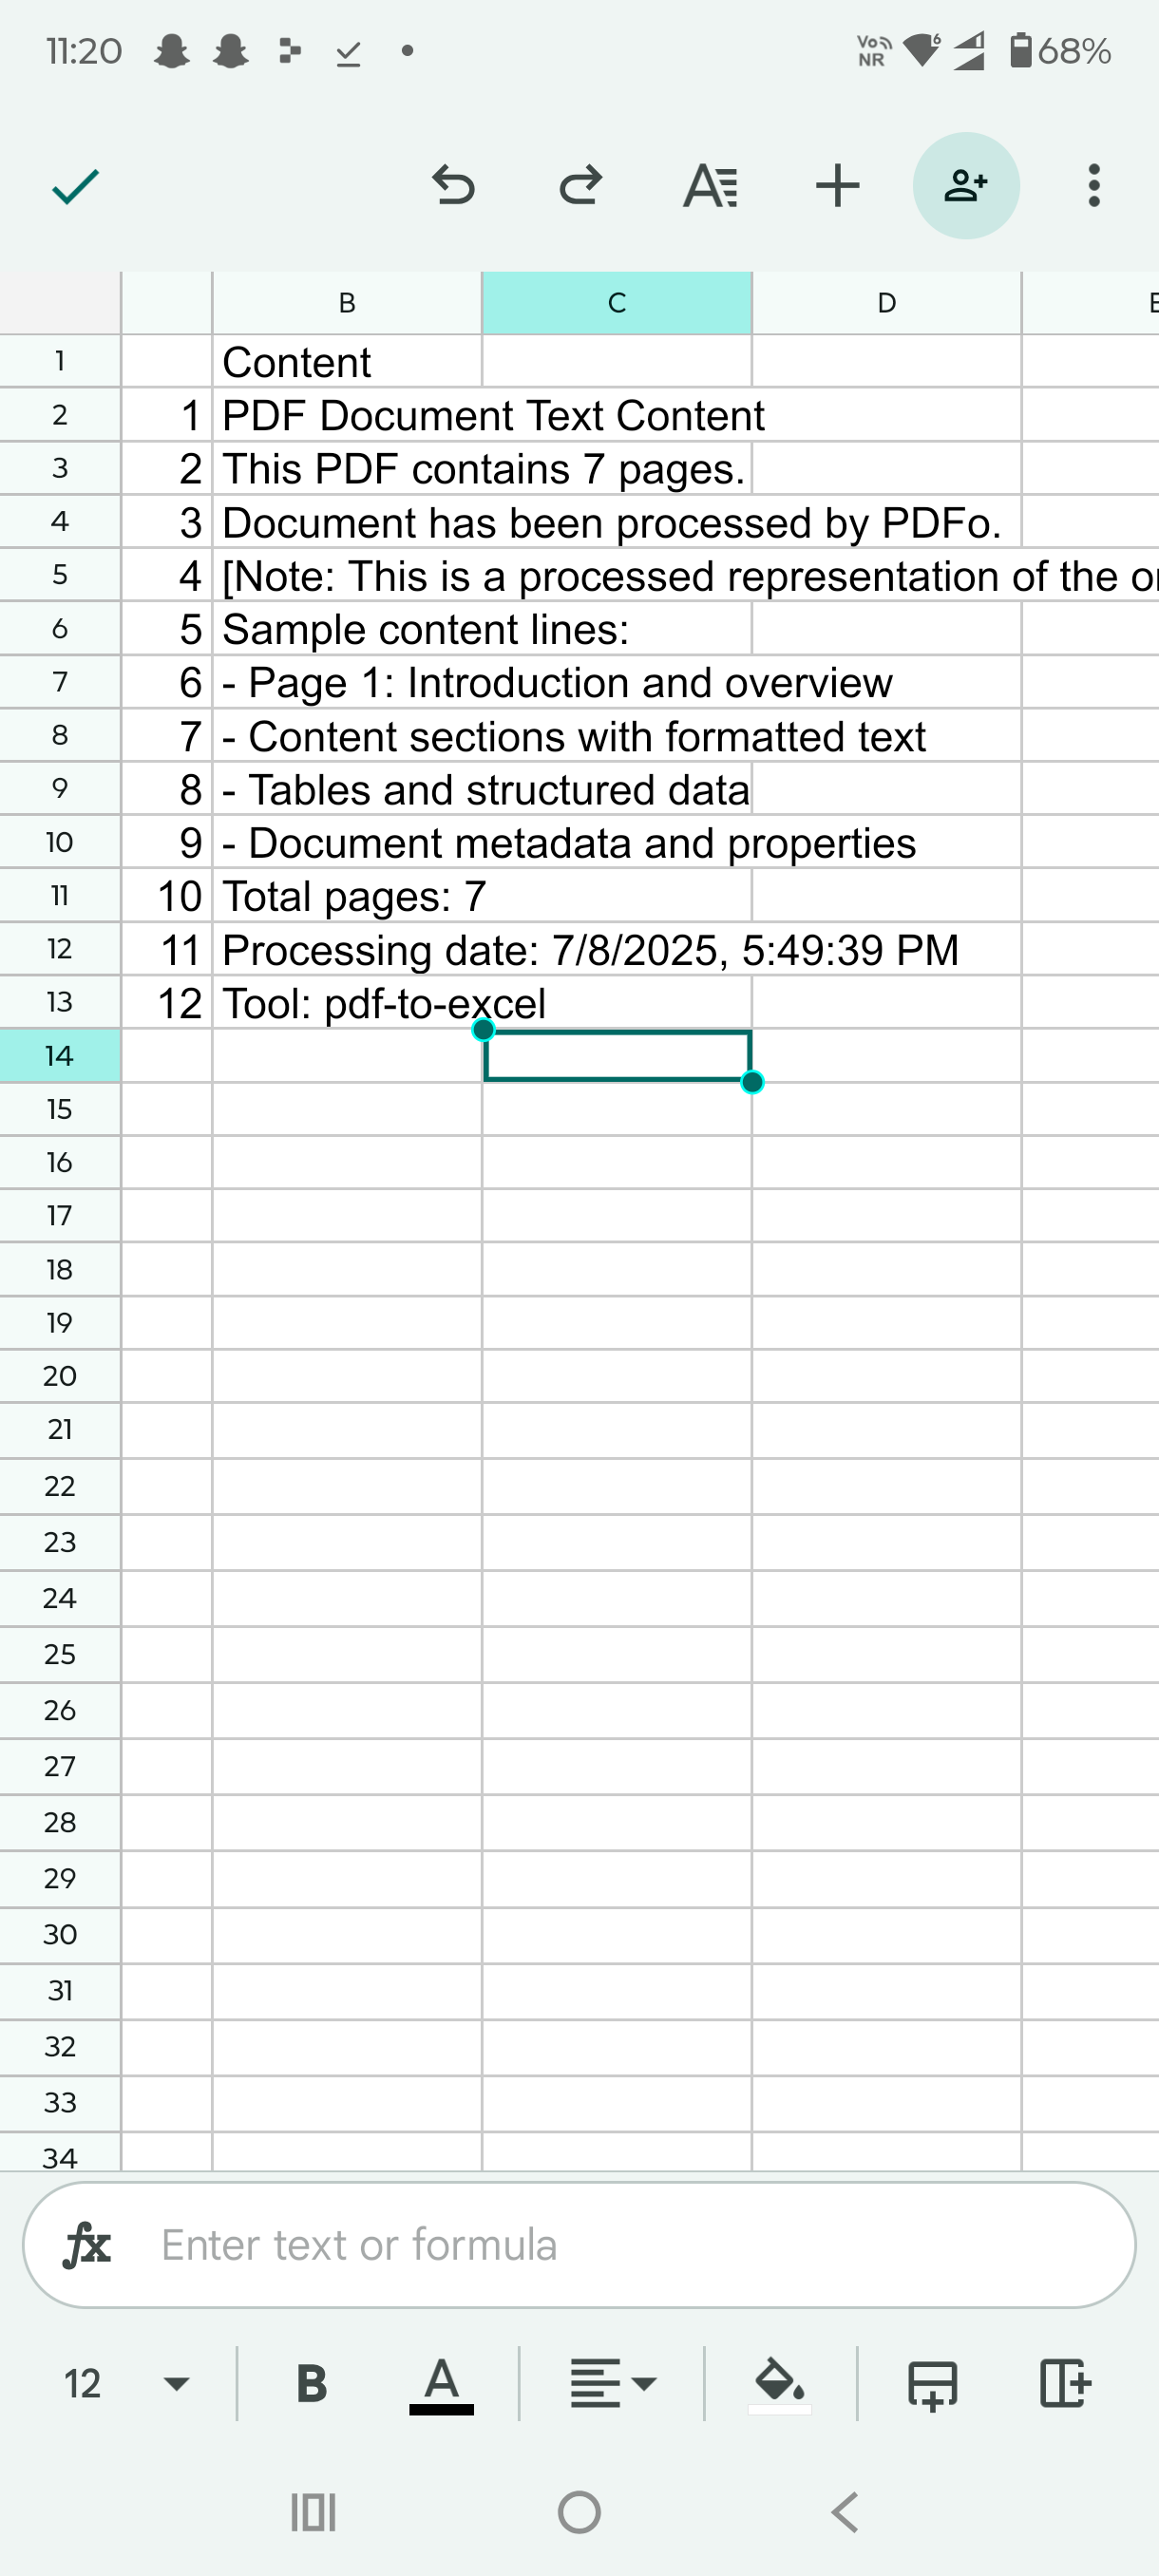 11:20
Vo NR 6 68%
B C D E
1 Content
2 1 PDF Document Text Content
3 2 This PDF contains 7 pages.
4 3 Document has been processed by PDFo.
5 4 [Note: This is a processed representation of the
6 5 Sample content lines:
7 6 - Page 1: Introduction and overview
8 7 - Content sections with formatted text
9 8 - Tables and structured data
10 9 - Document metadata and properties
11 10 Total pages: 7
12 11 Processing date: 7/8/2025, 5:49:39 PM
13 12 Tool: pdf-to-excel
14
15
16
17
18
19
20
21
22
23
24
25
26
27
28
29
30
31
32
33
34
fx Enter text or formula
12 B A